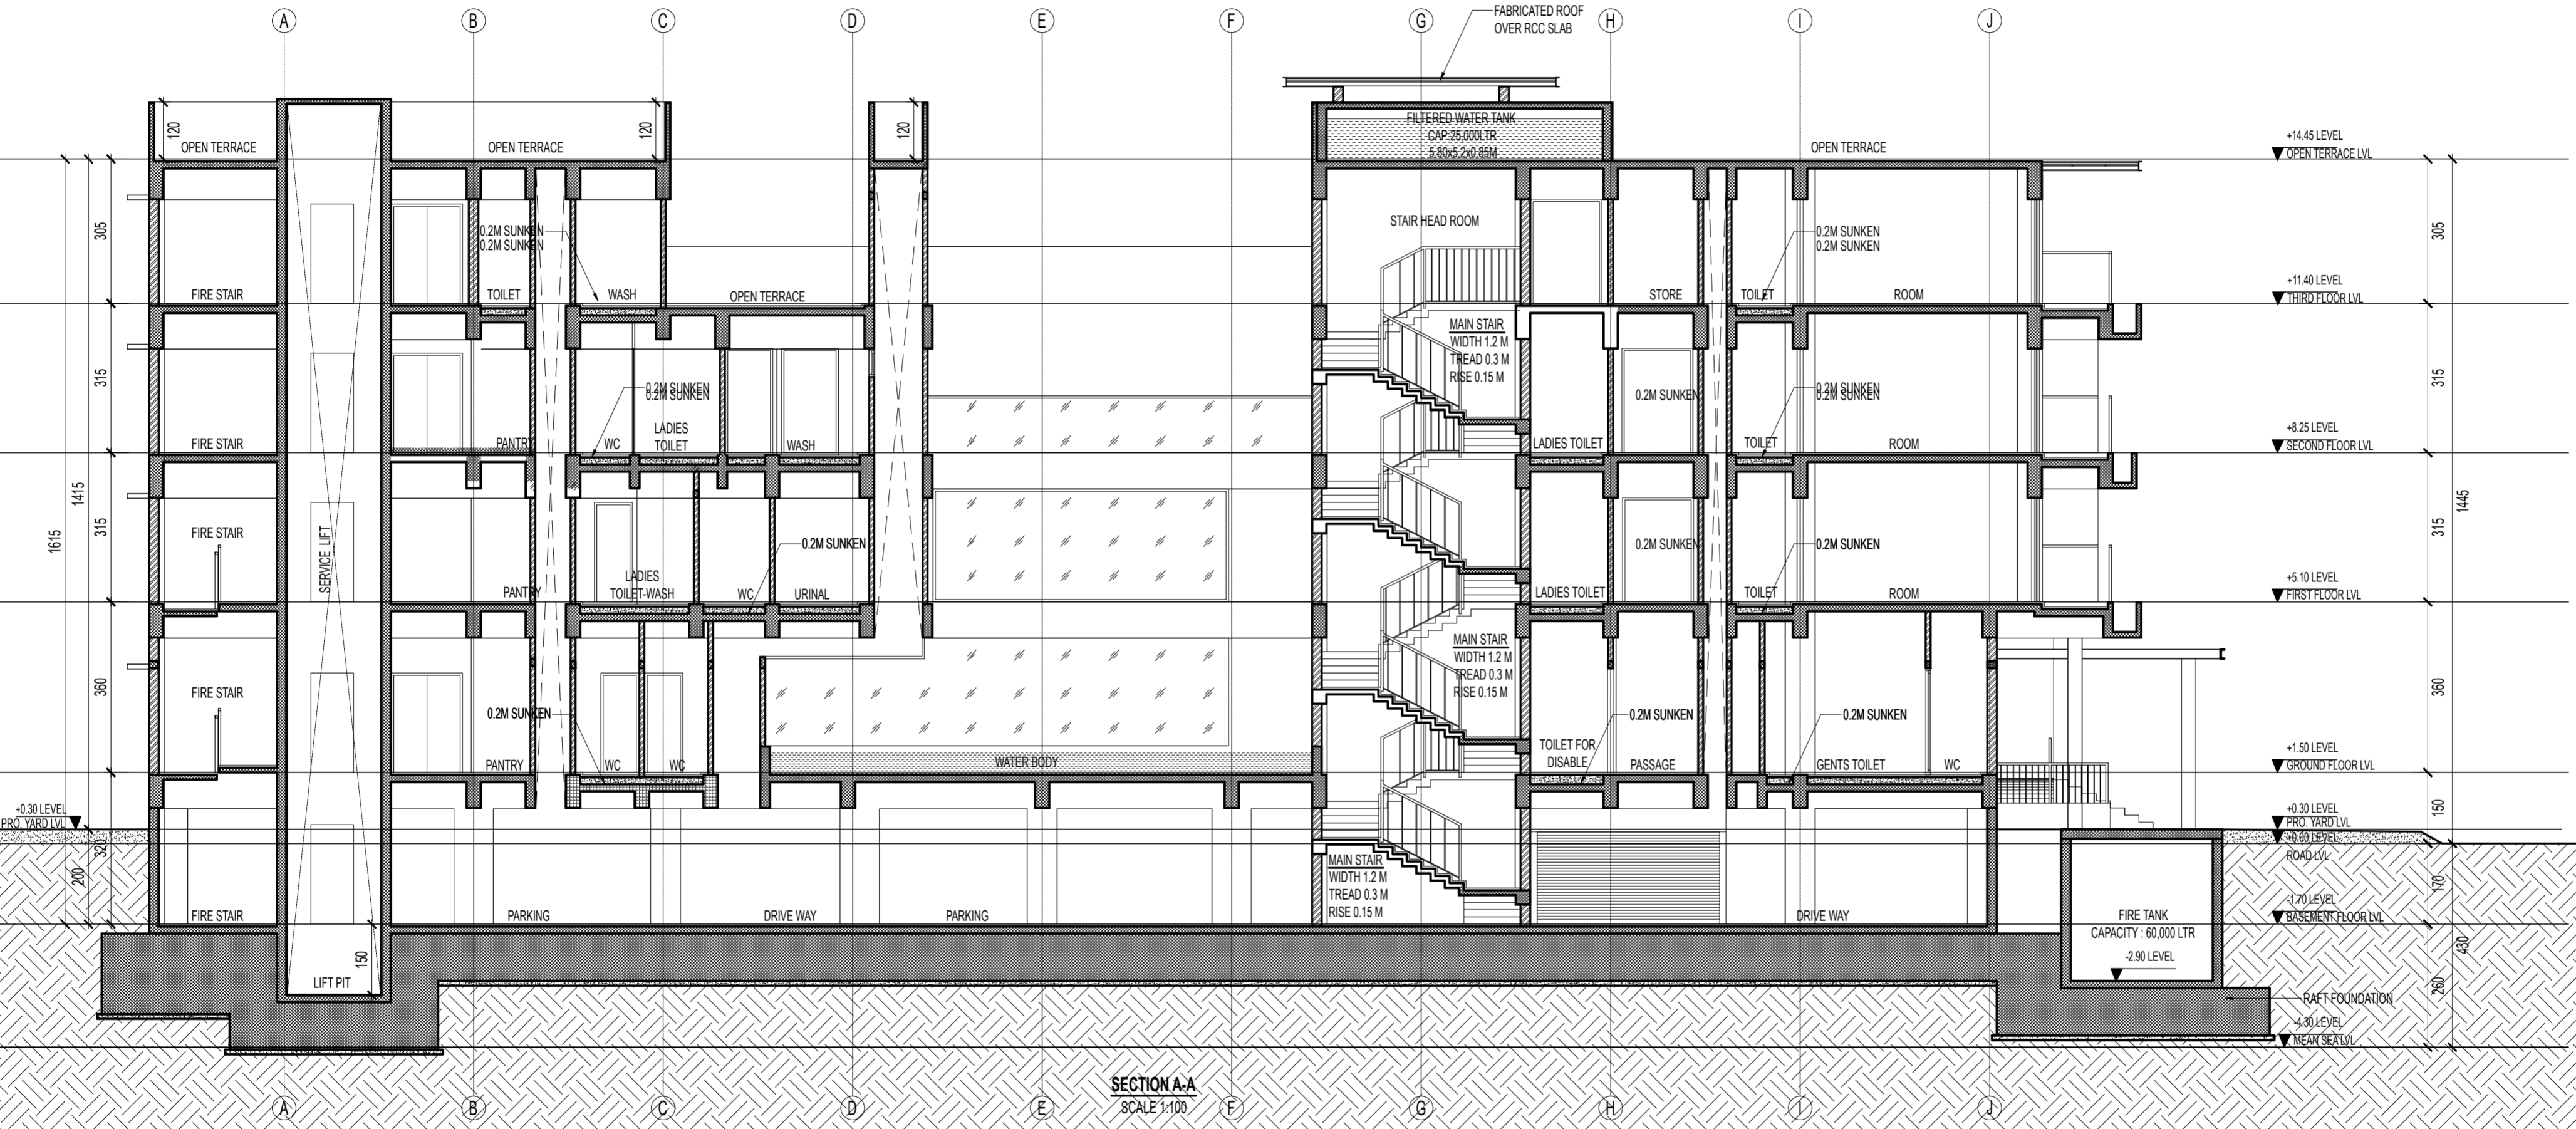 A B C D E F G H I J
FABRICATED ROOF
OVER RCC SLAB
120
120
120
OPEN TERRACE
OPEN TERRACE
FILTERED WATER TANK
CAP:25,000LTR
5.80x5.2x0.85M
OPEN TERRACE
+14.45 LEVEL
OPEN TERRACE LVL
305
0.2M SUNKEN
0.2M SUNKEN
STAIR HEAD ROOM
0.2M SUNKEN
0.2M SUNKEN
305
FIRE STAIR
TOILET
WASH
OPEN TERRACE
STORE
TOILET
ROOM
+11.40 LEVEL
THIRD FLOOR LVL
MAIN STAIR
WIDTH 1.2 M
TREAD 0.3 M
RISE 0.15 M
315
0.2M SUNKEN
0.2M SUNKEN
0.2M SUNKEN
0.2M SUNKEN
0.2M SUNKEN
315
FIRE STAIR
PANTRY
WC
LADIES
TOILET
WASH
LADIES TOILET
TOILET
ROOM
+8.25 LEVEL
SECOND FLOOR LVL
1615
1415
315
FIRE STAIR
SERVICE LIFT
0.2M SUNKEN
0.2M SUNKEN
0.2M SUNKEN
315
1445
PANTRY
LADIES
TOILET-WASH
WC
URINAL
LADIES TOILET
TOILET
ROOM
+5.10 LEVEL
FIRST FLOOR LVL
MAIN STAIR
WIDTH 1.2 M
TREAD 0.3 M
RISE 0.15 M
360
FIRE STAIR
0.2M SUNKEN
0.2M SUNKEN
0.2M SUNKEN
360
PANTRY
WC
WC
WATER BODY
TOILET FOR
DISABLE
PASSAGE
GENTS TOILET
WC
+1.50 LEVEL
GROUND FLOOR LVL
+0.30 LEVEL
PRO. YARD LVL
150
+0.30 LEVEL
PRO. YARD LVL
+0.00 LEVEL
ROAD LVL
320
200
MAIN STAIR
WIDTH 1.2 M
TREAD 0.3 M
RISE 0.15 M
170
-1.70 LEVEL
BASEMENT FLOOR LVL
FIRE STAIR
PARKING
DRIVE WAY
PARKING
DRIVE WAY
FIRE TANK
CAPACITY : 60,000 LTR
-2.90 LEVEL
430
150
LIFT PIT
260
RAFT FOUNDATION
-4.30 LEVEL
MEAN SEA LVL
SECTION A-A
SCALE 1:100
A B C D E F G H I J